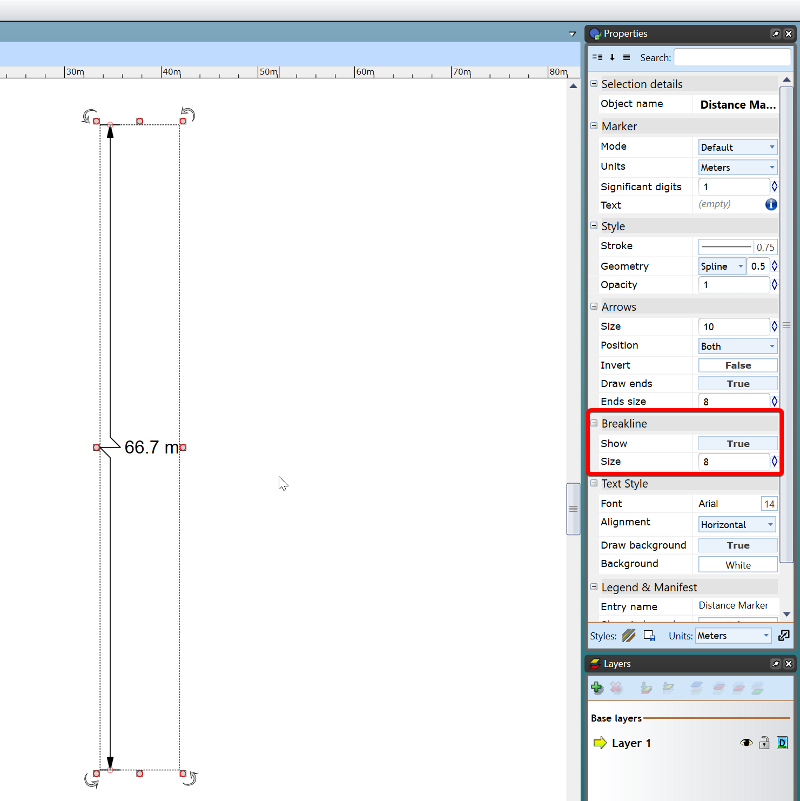 30m 40m 50m 60m 70m 80m
66.7 m
Properties
Search:
Selection details
Object name Distance Ma...
Marker
Mode Default
Units Meters
Significant digits 1
Text (empty)
Style
Stroke 0.75
Geometry Spline 0.5
Opacity 1
Arrows
Size 10
Position Both
Invert False
Draw ends True
Ends size 8
Breakline
Show True
Size 8
Text Style
Font Arial 14
Alignment Horizontal
Draw background True
Background White
Legend & Manifest
Entry name Distance Marker
Styles: Units: Meters
Layers
Base layers
Layer 1 D